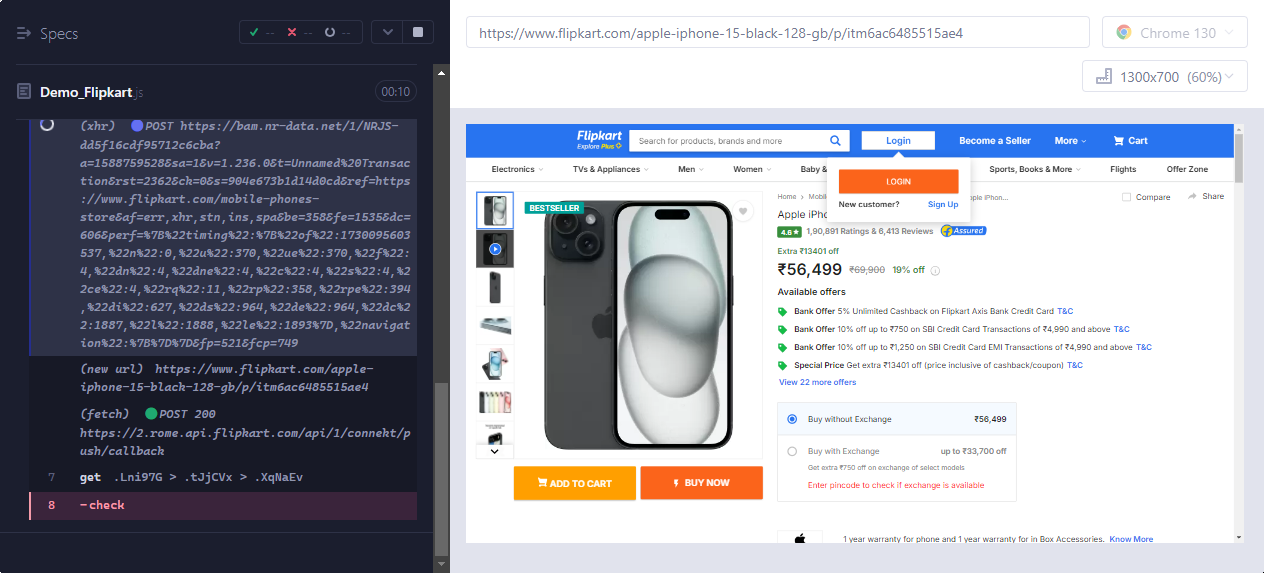 Specs
-- -- --
Demo_Flipkart.js
00:10
(xhr) POST https://bam.nr-data.net/1/NRJS-
dd5f16cdf95712c6cba?
a=1588759528&sa=1&v=1.236.0&t=Unnamed%20Transac
tion&rst=2362&ck=0&s=904e673b1d14d0cd&ref=https
://www.flipkart.com/mobile-phones-
store&af=err,xhr,stn,ins,spa&be=358&fe=1535&dc=
606&perf=%7B%22timing%22:%7B%22of%22:1730095603
537,%22n%22:0,%22u%22:370,%22ue%22:370,%22f%22:
4,%22dn%22:4,%22dne%22:4,%22c%22:4,%22s%22:4,%2
2ce%22:4,%22rq%22:11,%22rp%22:358,%22rpe%22:394
,%22di%22:627,%22ds%22:964,%22de%22:964,%22dc%2
2:1887,%22l%22:1888,%22le%22:1893%7D,%22navigat
ion%22:%7B%7D%7D&fp=521&fcp=749
(new url) https://www.flipkart.com/apple-
iphone-15-black-128-gb/p/itm6ac6485515ae4
(fetch) POST 200
https://2.rome.api.flipkart.com/api/1/connekt/p
ush/callback
7 get .Lni97G > .tJjCVx > .XqNaEv
8 -check
https://www.flipkart.com/apple-iphone-15-black-128-gb/p/itm6ac6485515ae4
Chrome 130
1300x700 (60%)
Flipkart
Explore Plus
Search for products, brands and more
Login
Become a Seller
More
Cart
Electronics
TVs & Appliances
Men
Women
Baby &
Sports, Books & More
Flights
Offer Zone
LOGIN
New customer? Sign Up
BESTSELLER
Home
Mobile
pple iPhon...
Compare
Share
Apple iPh
4.6★ 1,90,891 Ratings & 6,413 Reviews Assured
Extra ₹13401 off
₹56,499 ₹69,900 19% off
Available offers
Bank Offer 5% Unlimited Cashback on Flipkart Axis Bank Credit Card T&C
Bank Offer 10% off up to ₹750 on SBI Credit Card Transactions of ₹4,990 and above T&C
Bank Offer 10% off up to ₹1,250 on SBI Credit Card EMI Transactions of ₹4,990 and above T&C
Special Price Get extra ₹13401 off (price inclusive of cashback/coupon) T&C
View 22 more offers
Buy without Exchange ₹56,499
Buy with Exchange up to ₹33,700 off
Get extra ₹750 off on exchange of select models
Enter pincode to check if exchange is available
ADD TO CART
BUY NOW
1 year warranty for phone and 1 year warranty for in Box Accessories. Know More